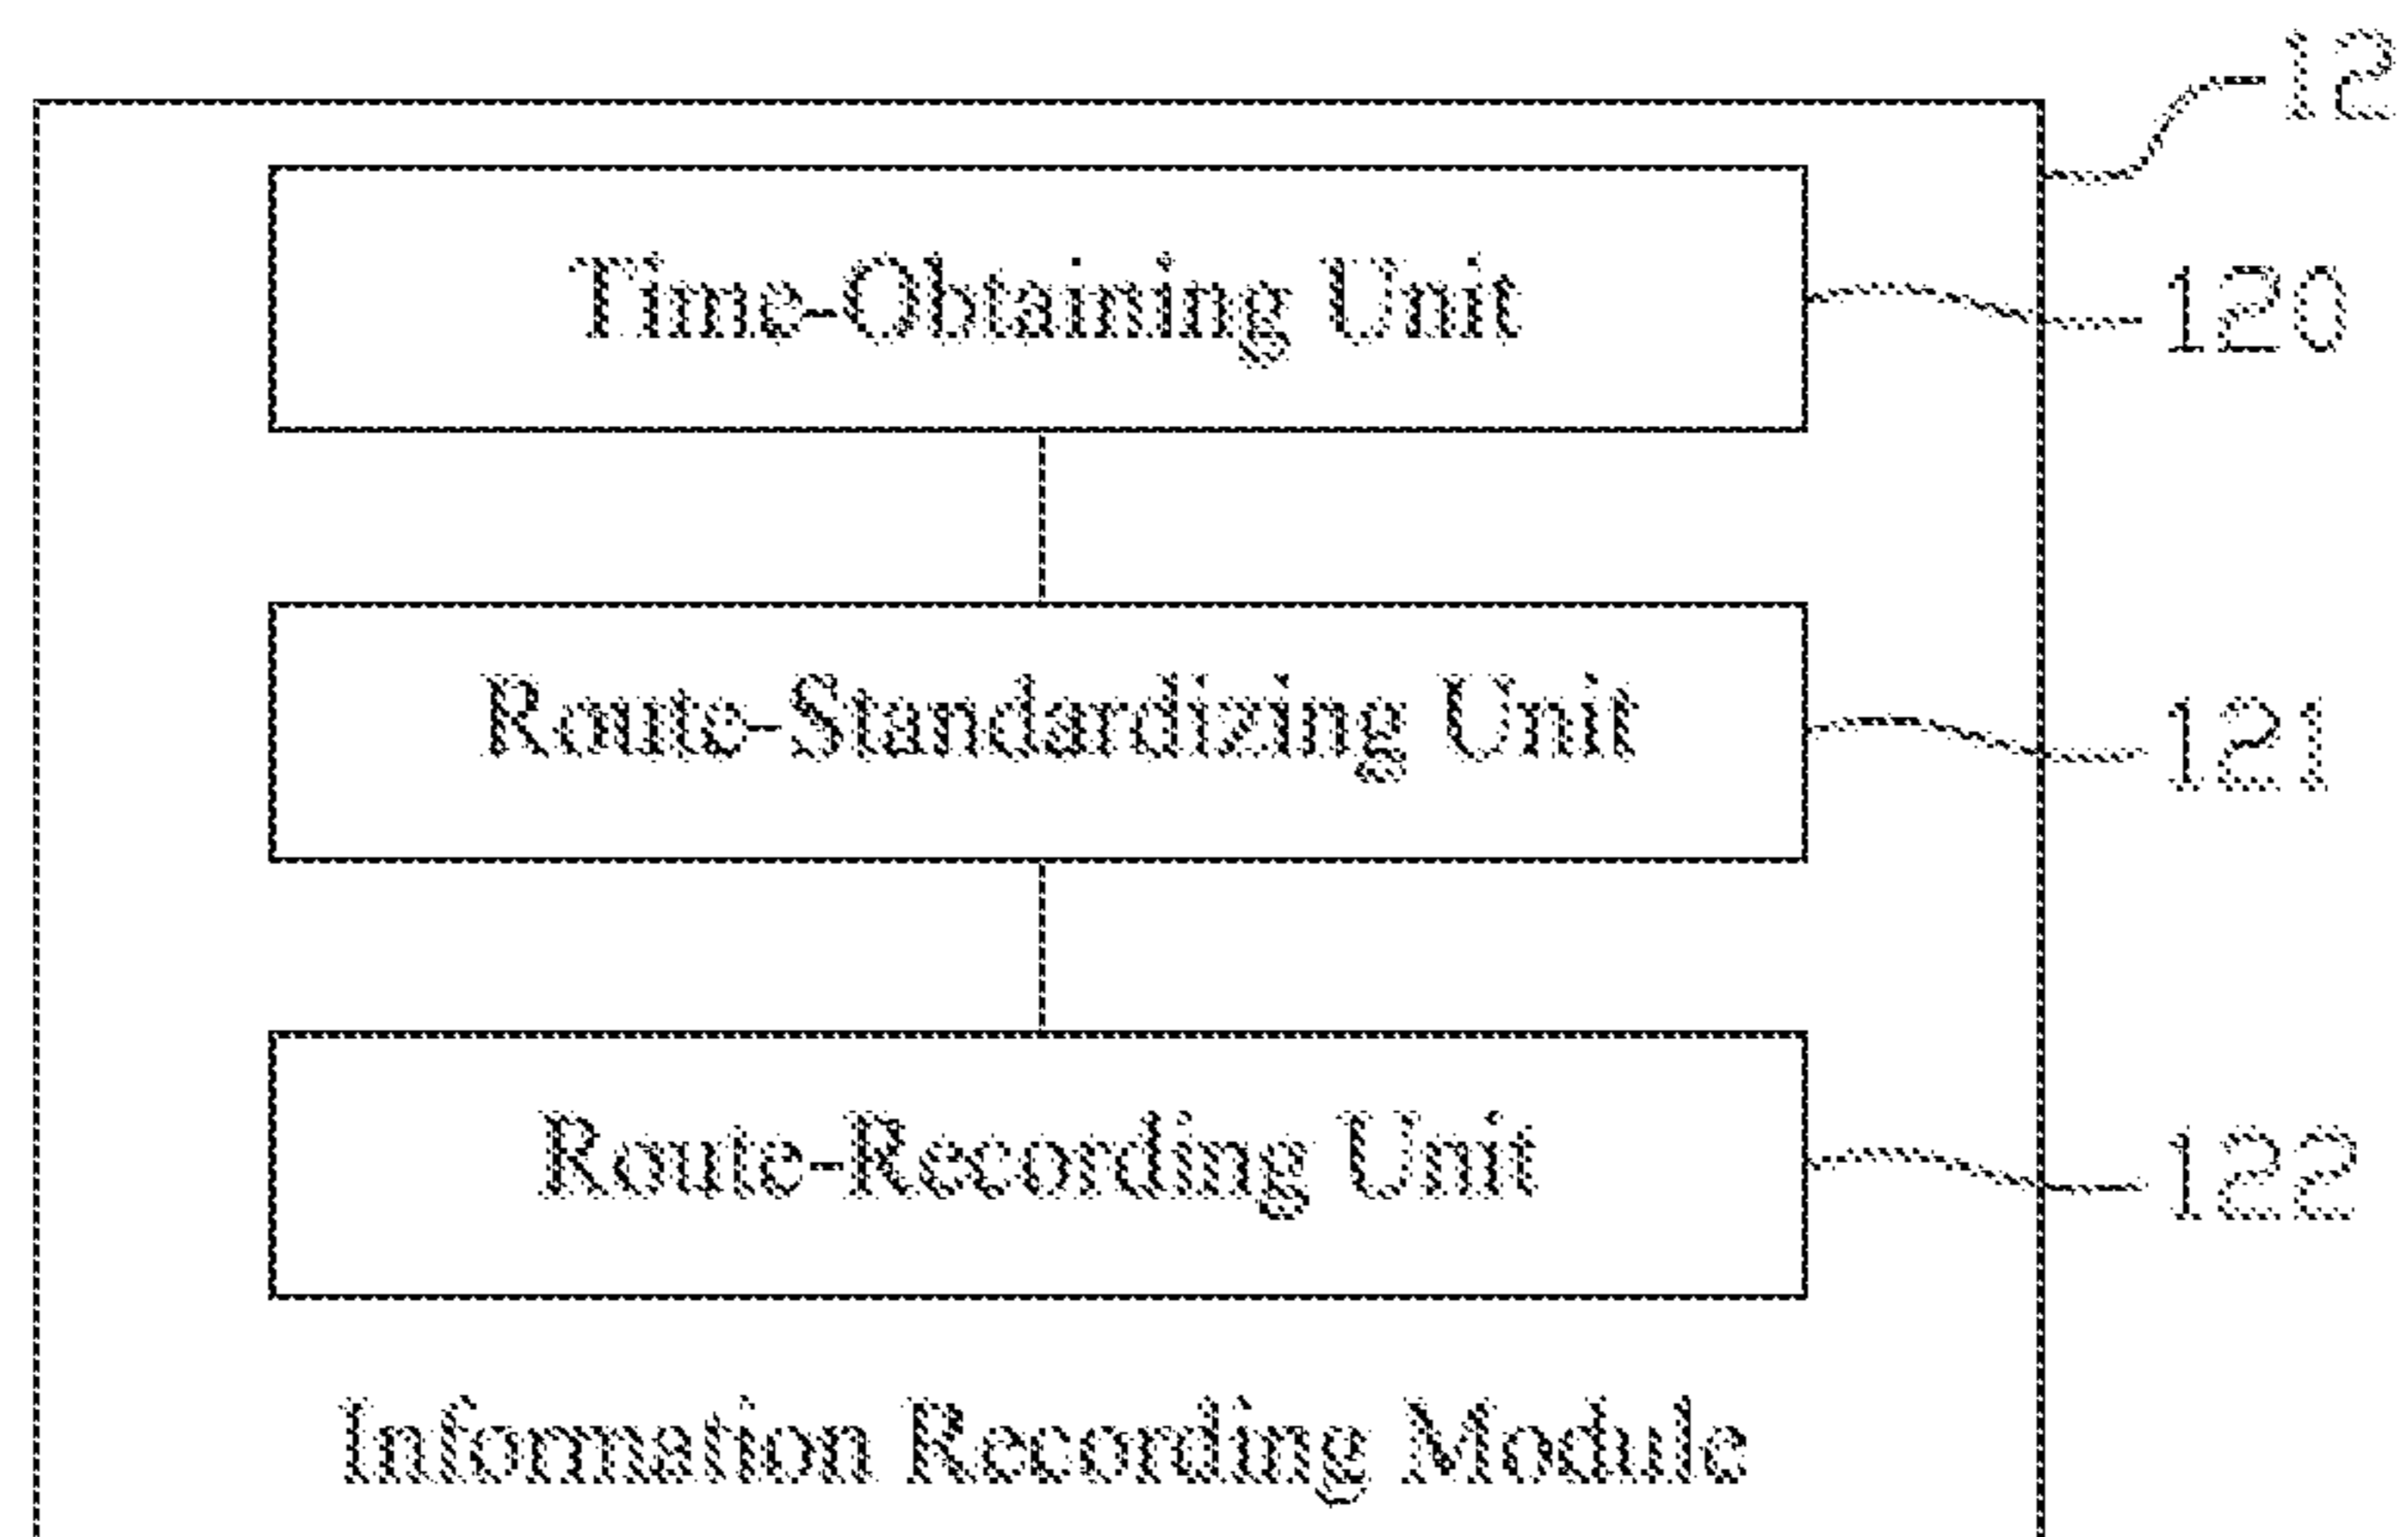 12
Time-Obtaining Unit
120
Route-Standardizing Unit
121
Route-Recording Unit
122
Information Recording Module